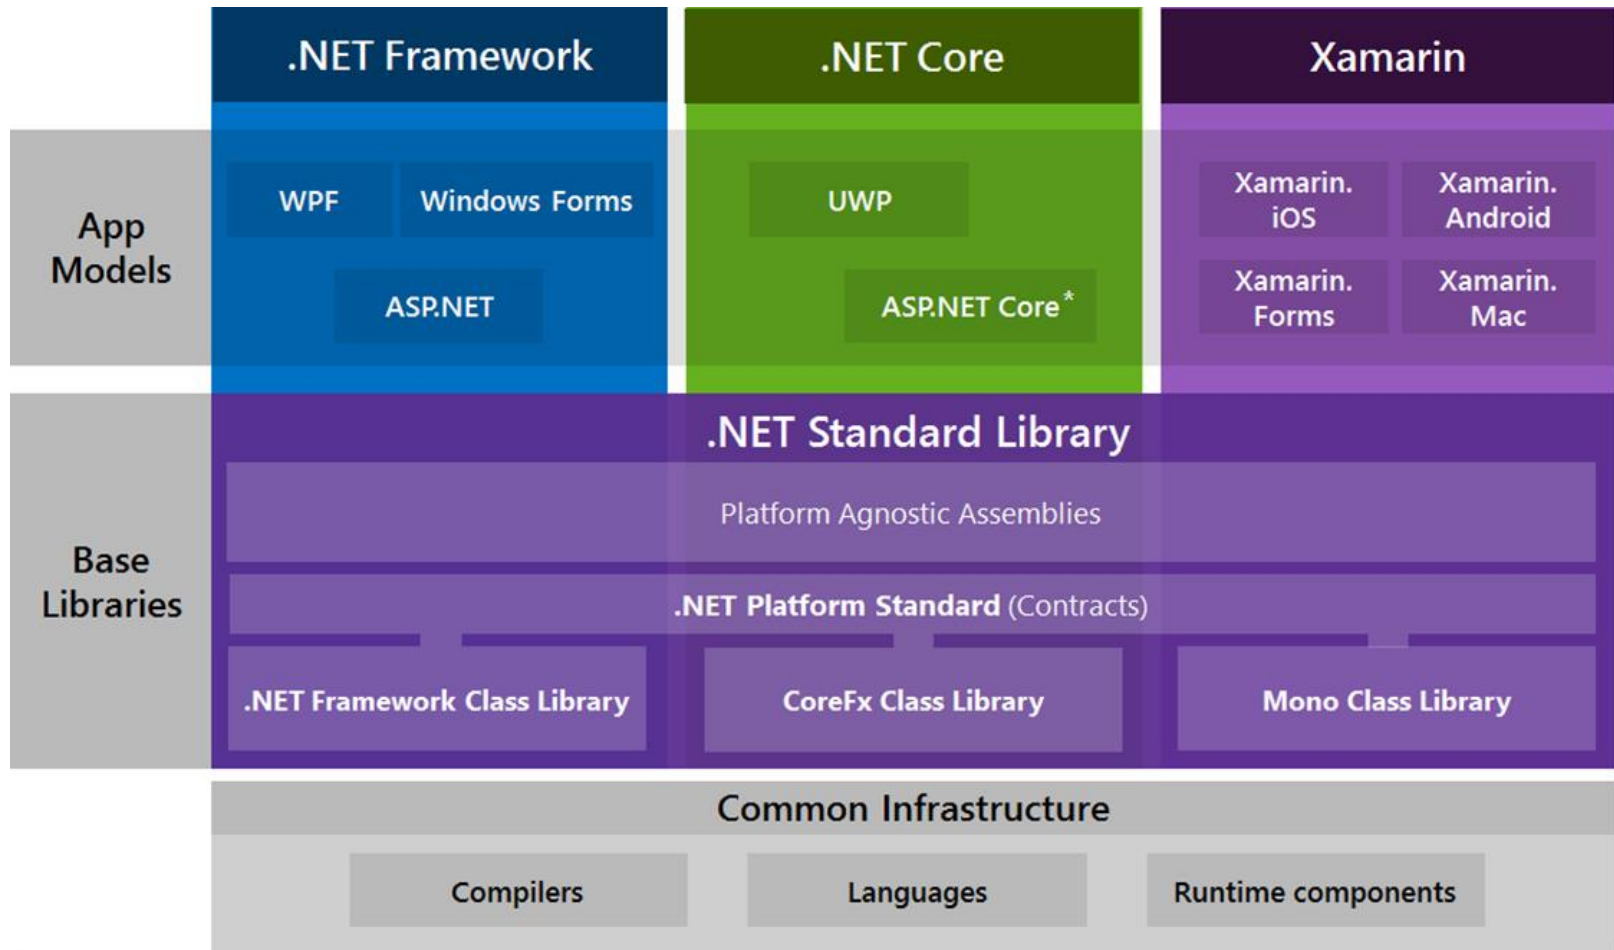 .NET Framework
.NET Core
Xamarin
App
Models
WPF
Windows Forms
ASP.NET
UWP
ASP.NET Core*
Xamarin.
iOS
Xamarin.
Android
Xamarin.
Forms
Xamarin.
Mac
Base
Libraries
.NET Standard Library
Platform Agnostic Assemblies
.NET Platform Standard (Contracts)
.NET Framework Class Library
CoreFx Class Library
Mono Class Library
Common Infrastructure
Compilers
Languages
Runtime components